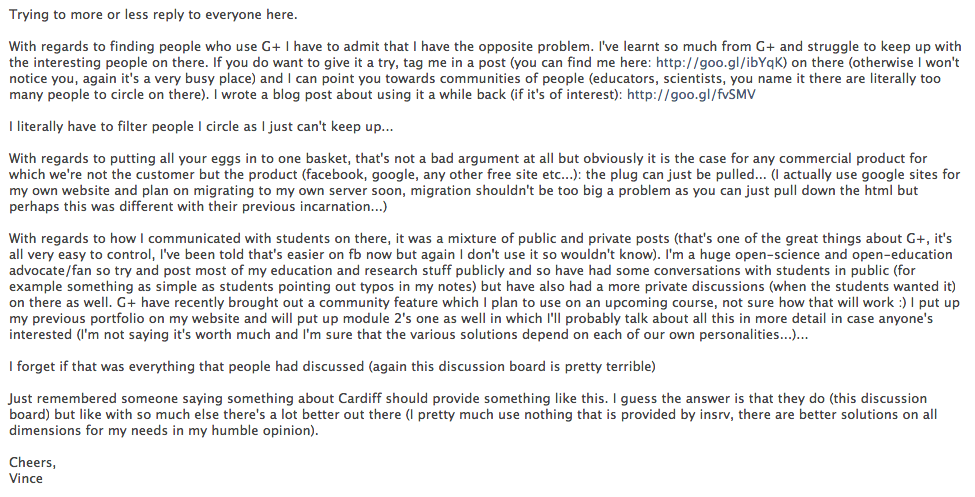 Trying to more or less reply to everyone here.
With regards to finding people who use G+ I have to admit that I have the opposite problem. I've learnt so much from G+ and struggle to keep up with
the interesting people on there. If you do want to give it a try, tag me in a post (you can find me here: http://goo.gl/ibYqK) on there (otherwise I won't
notice you, again it's a very busy place) and I can point you towards communities of people (educators, scientists, you name it there are literally too
many people to circle on there). I wrote a blog post about using it a while back (if it's of interest): http://goo.gl/fvSMV
I literally have to filter people I circle as I just can't keep up...
With regards to putting all your eggs in to one basket, that's not a bad argument at all but obviously it is the case for any commercial product for
which we're not the customer but the product (facebook, google, any other free site etc...): the plug can just be pulled... (I actually use google sites for
my own website and plan on migrating to my own server soon, migration shouldn't be too big a problem as you can just pull down the html but
perhaps this was different with their previous incarnation...)
With regards to how I communicated with students on there, it was a mixture of public and private posts (that's one of the great things about G+, it's
all very easy to control, I've been told that's easier on fb now but again I don't use it so wouldn't know). I'm a huge open-science and open-education
advocate/fan so try and post most of my education and research stuff publicly and so have had some conversations with students in public (for
example something as simple as students pointing out typos in my notes) but have also had a more private discussions (when the students wanted it)
on there as well. G+ have recently brought out a community feature which I plan to use on an upcoming course, not sure how that will work :) I put up
my previous portfolio on my website and will put up module 2's one as well in which I'll probably talk about all this in more detail in case anyone's
interested (I'm not saying it's worth much and I'm sure that the various solutions depend on each of our own personalities...)...
I forget if that was everything that people had discussed (again this discussion board is pretty terrible)
Just remembered someone saying something about Cardiff should provide something like this. I guess the answer is that they do (this discussion
board) but like with so much else there's a lot better out there (I pretty much use nothing that is provided by insrv, there are better solutions on all
dimensions for my needs in my humble opinion).
Cheers,
Vince